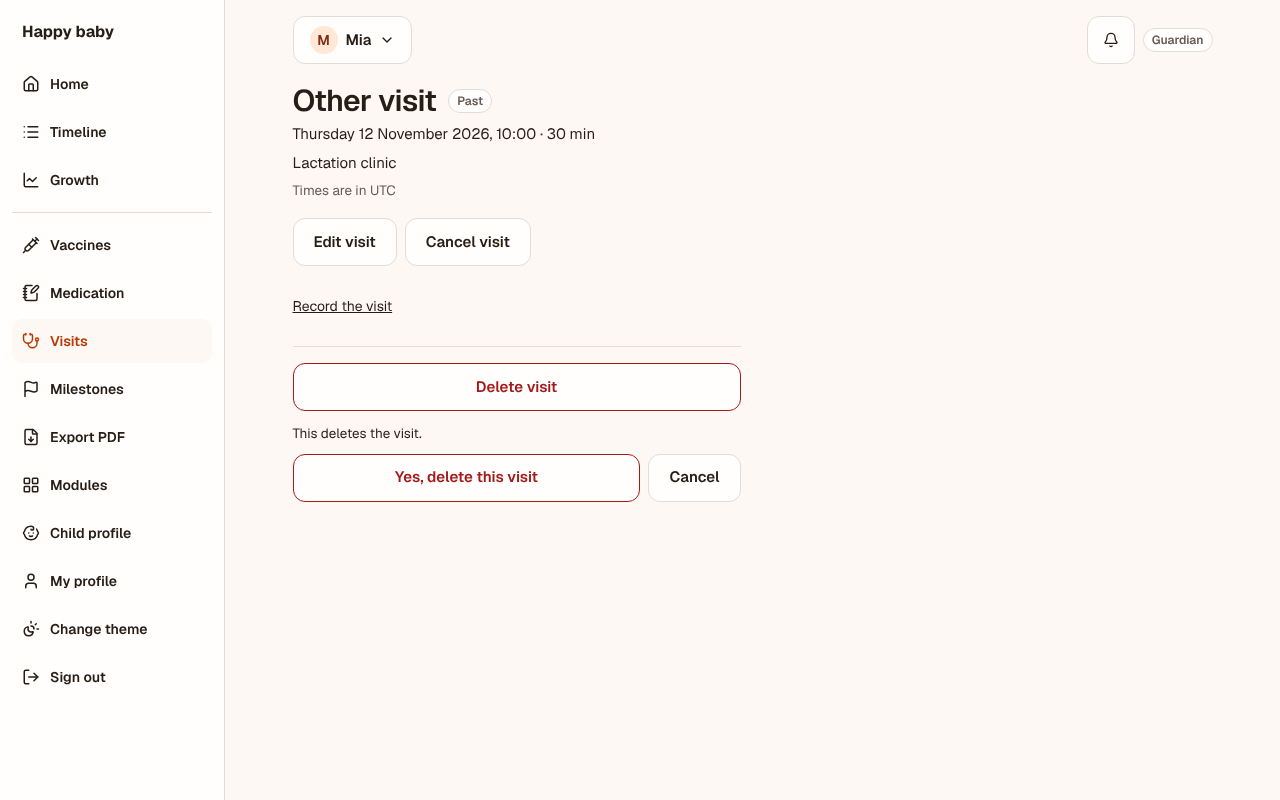 Happy baby
Home
Timeline
Growth
Vaccines
Medication
Visits
Milestones
Export PDF
Modules
Child profile
My profile
Change theme
Sign out
M Mia
Guardian
Other visit Past
Thursday 12 November 2026, 10:00 · 30 min
Lactation clinic
Times are in UTC
Edit visit Cancel visit
Record the visit
Delete visit
This deletes the visit.
Yes, delete this visit Cancel